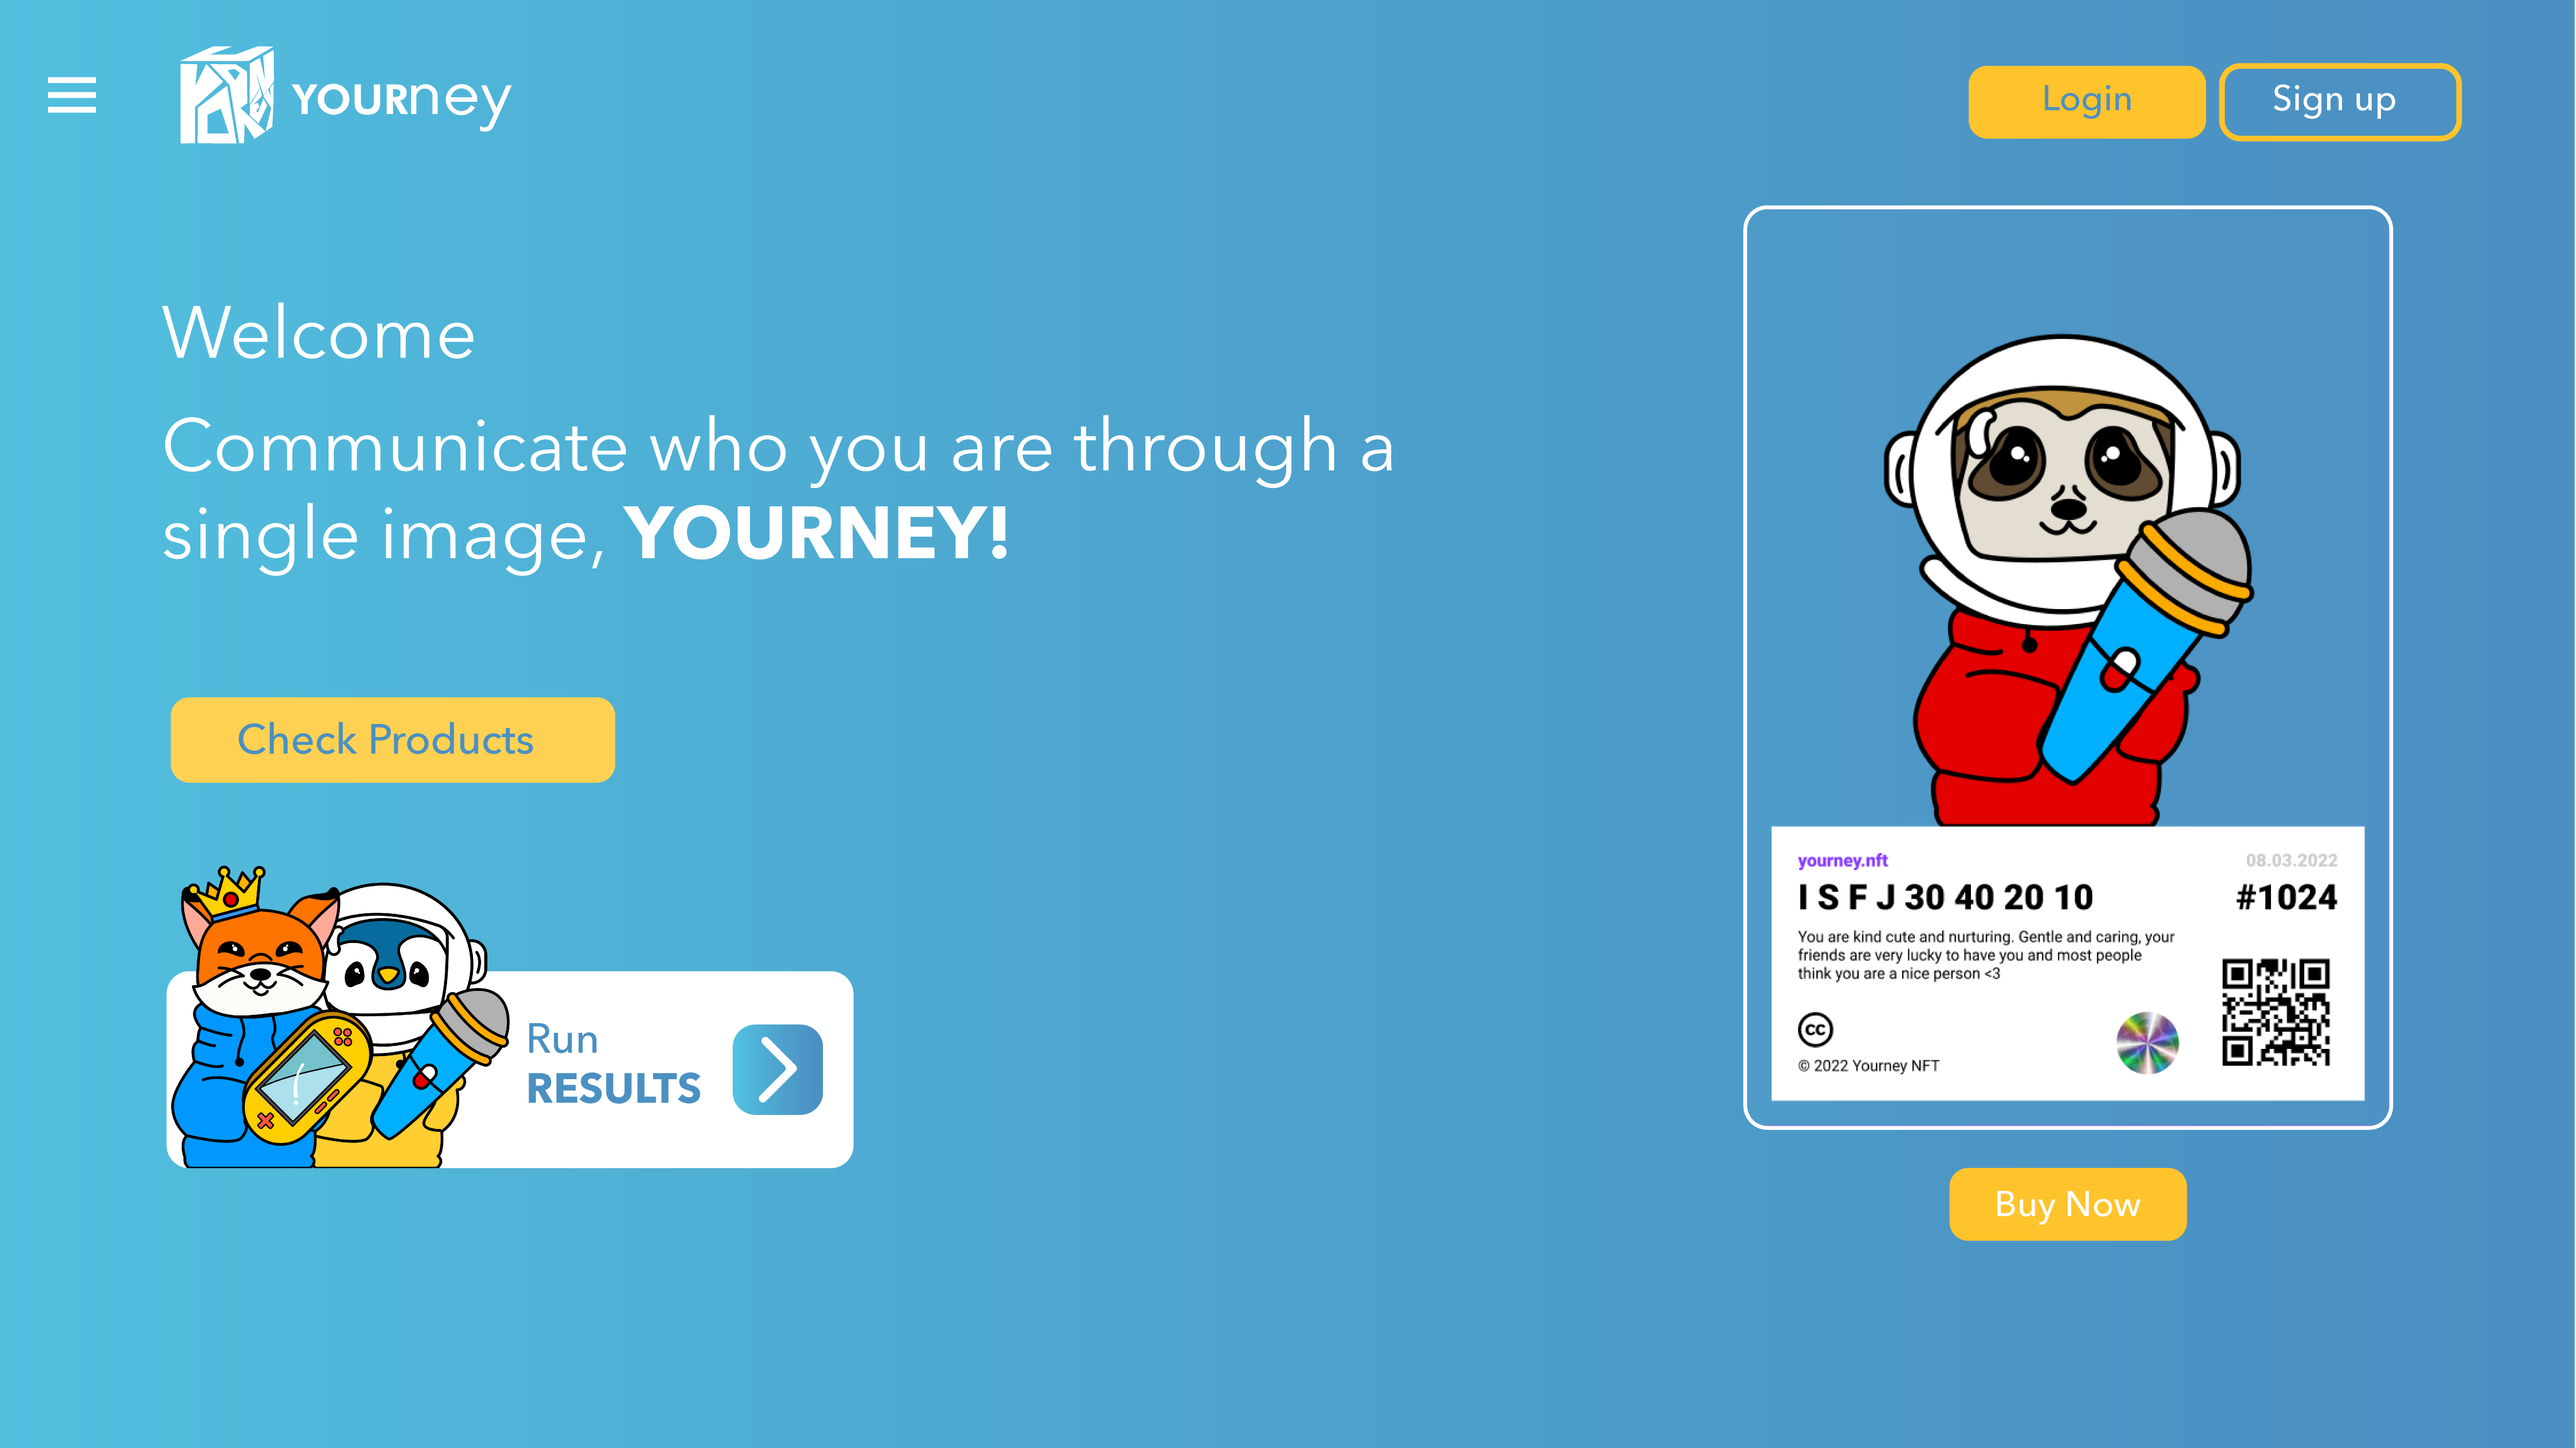 YOURney
Login
Sign up
Welcome
Communicate who you are through a
single image, YOURNEY!
Check Products
Run
RESULTS
yourney.nft
08.03.2022
I S F J 30 40 20 10
#1024
You are kind cute and nurturing. Gentle and caring, your
friends are very lucky to have you and most people
think you are a nice person <3
cc
© 2022 Yourney NFT
Buy Now